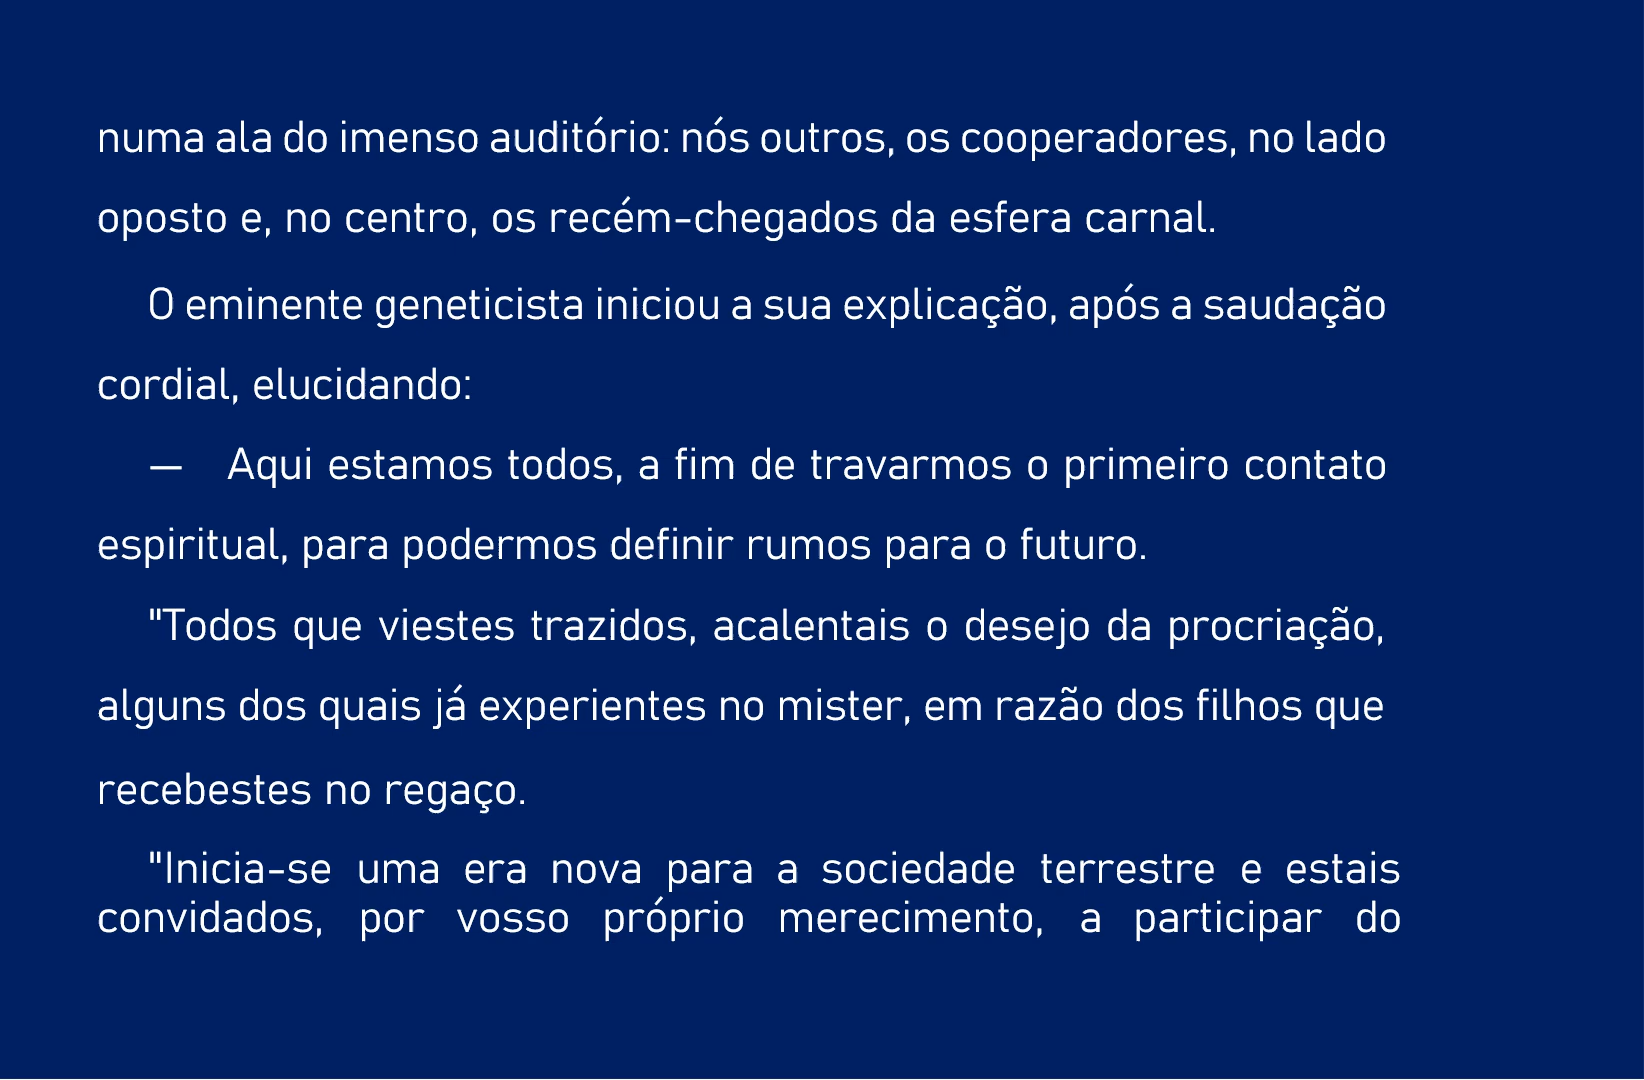 numa ala do imenso auditório: nós outros, os cooperadores, no lado
oposto e, no centro, os recém-chegados da esfera carnal.
O eminente geneticista iniciou a sua explicação, após a saudação
cordial, elucidando:
— Aqui estamos todos, a fim de travarmos o primeiro contato
espiritual, para podermos definir rumos para o futuro.
"Todos que viestes trazidos, acalentais o desejo da procriação,
alguns dos quais já experientes no mister, em razão dos filhos que
recebestes no regaço.
"Inicia-se uma era nova para a sociedade terrestre e estais
convidados, por vosso próprio merecimento, a participar do